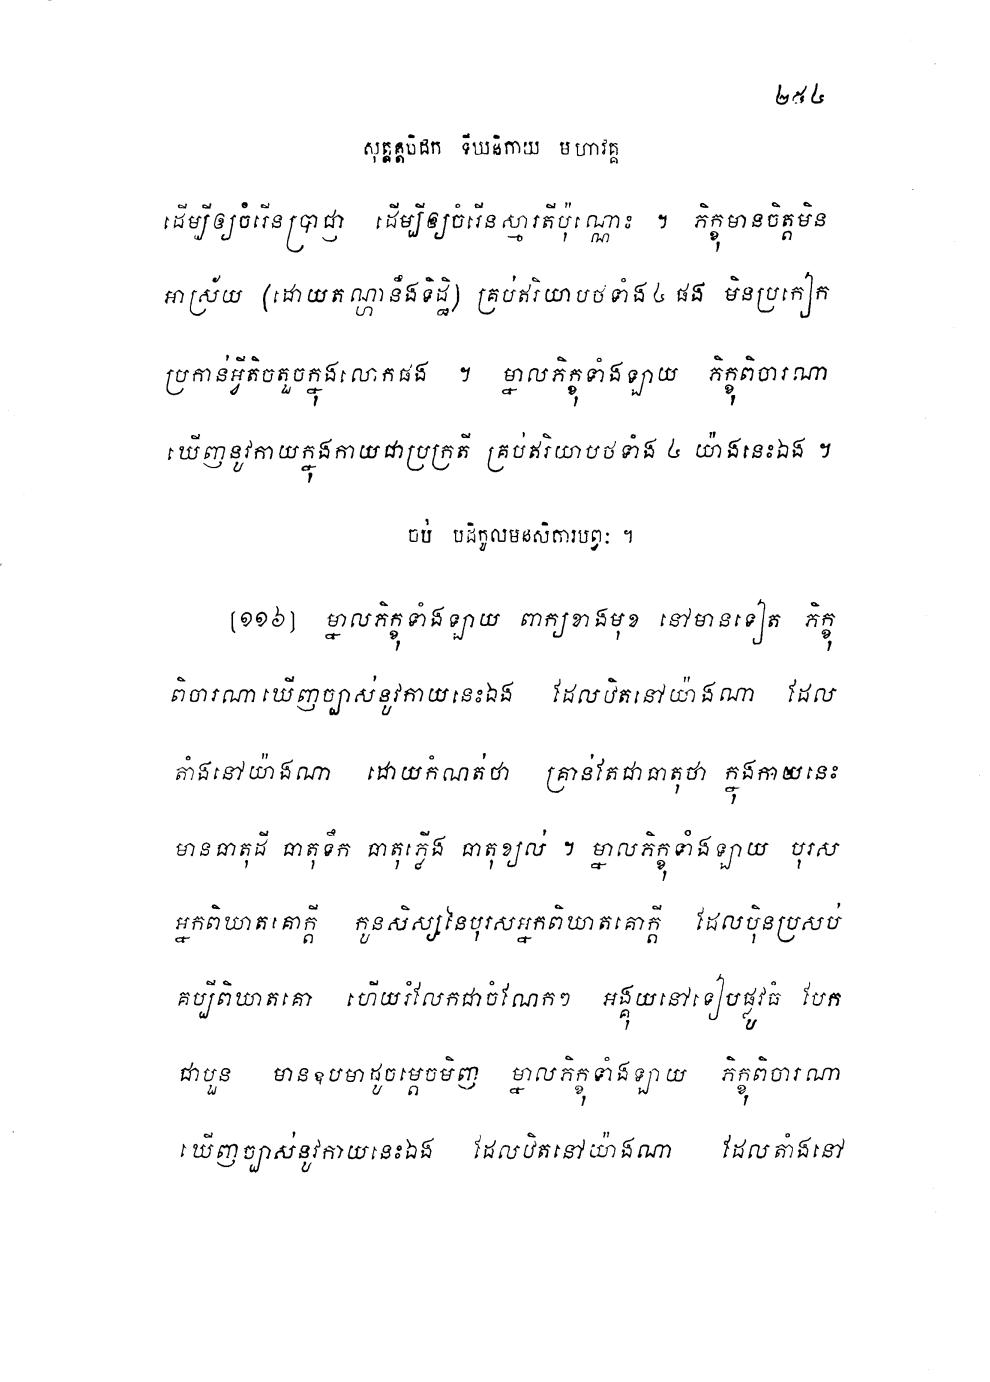 ២៥៤
សុត្តន្តបិដក ទីឃនិកាយ មហាវគ្គ
ដើម្បីឲ្យចំរើនប្រាជ្ញា ដើម្បីឲ្យចំរើនស្មារតីប៉ុណ្ណោះ ។ ភិក្ខុមានចិត្តមិន
អាស្រ័យ (ដោយតណ្ហានឹងទិដ្ឋិ) គ្រប់ឥរិយាបថទាំង៤ ផង មិនប្រកៀក
ប្រកាន់អ្វីតិចតួចក្នុងលោកផង ។ ម្នាលភិក្ខុទាំងឡាយ ភិក្ខុពិចារណា
ឃើញនូវកាយក្នុងកាយជាប្រក្រតី គ្រប់ឥរិយាបថទាំង ៤ យ៉ាងនេះឯង ។
ចប់ បដិកូលមនសិការបព្វៈ ។
(១១៦) ម្នាលភិក្ខុទាំងឡាយ ពាក្យខាងមុខ នៅមានទៀត ភិក្ខុ
ពិចារណាឃើញច្បាស់នូវកាយនេះឯង ដែលឋិតនៅយ៉ាងណា ដែល
តាំងនៅយ៉ាងណា ដោយកំណត់ថា គ្រាន់តែជាធាតុថា ក្នុងកាយនេះ
មានធាតុដី ធាតុទឹក ធាតុភ្លើង ធាតុខ្យល់ ។ ម្នាលភិក្ខុទាំងឡាយ បុរស
អ្នកពិឃាតគោក្ដី កូនសិស្សនៃបុរសអ្នកពិឃាតគោក្ដី ដែលប៉ិនប្រសប់
គប្បីពិឃាតគោ ហើយរំលែកជាចំណែកៗ អង្គុយនៅទៀបផ្លូវធំ បែក
ជាបួន មានឧបមាដូចម្ដេចមិញ ម្នាលភិក្ខុទាំងឡាយ ភិក្ខុពិចារណា
ឃើញច្បាស់នូវកាយនេះឯង ដែលឋិតនៅយ៉ាងណា ដែលតាំងនៅ